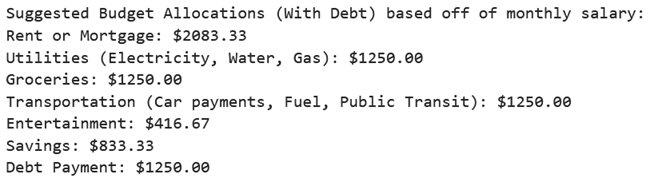 Suggested Budget Allocations (With Debt) based off of monthly salary:
Rent or Mortgage: $2083.33
Utilities (Electricity, Water, Gas): $1250.00
Groceries: $1250.00
Transportation (Car payments, Fuel, Public Transit): $1250.00
Entertainment: $416.67
Savings: $833.33
Debt Payment: $1250.00